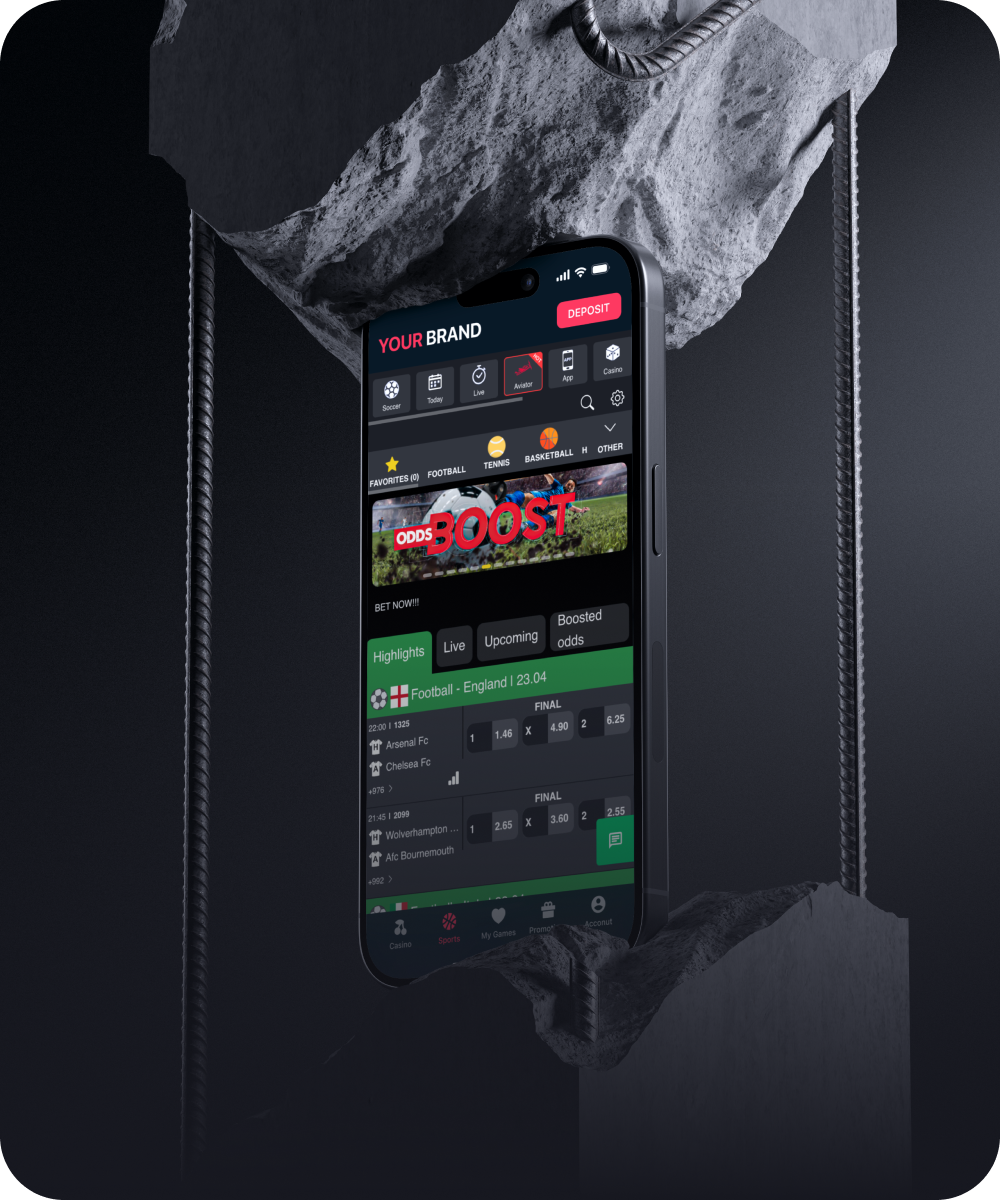 YOUR BRAND
DEPOSIT
Soccer
Today
Live
HOT
Aviator
APP
App
Casino
FAVORITES (0)
FOOTBALL
TENNIS
BASKETBALL
H
OTHER
ODDS BOOST
BET NOW!!!
Highlights
Live
Upcoming
Boosted odds
Football - England | 23.04
22:00 | 1325
FINAL
H Arsenal Fc
A Chelsea Fc
1 1.46 X 4.90 2 6.25
+976
21:45 | 2099
FINAL
H Wolverhampton ...
A Afc Bournemouth
1 2.65 X 3.60 2 2.55
+992
Casino
Sports
My Games
Acconut